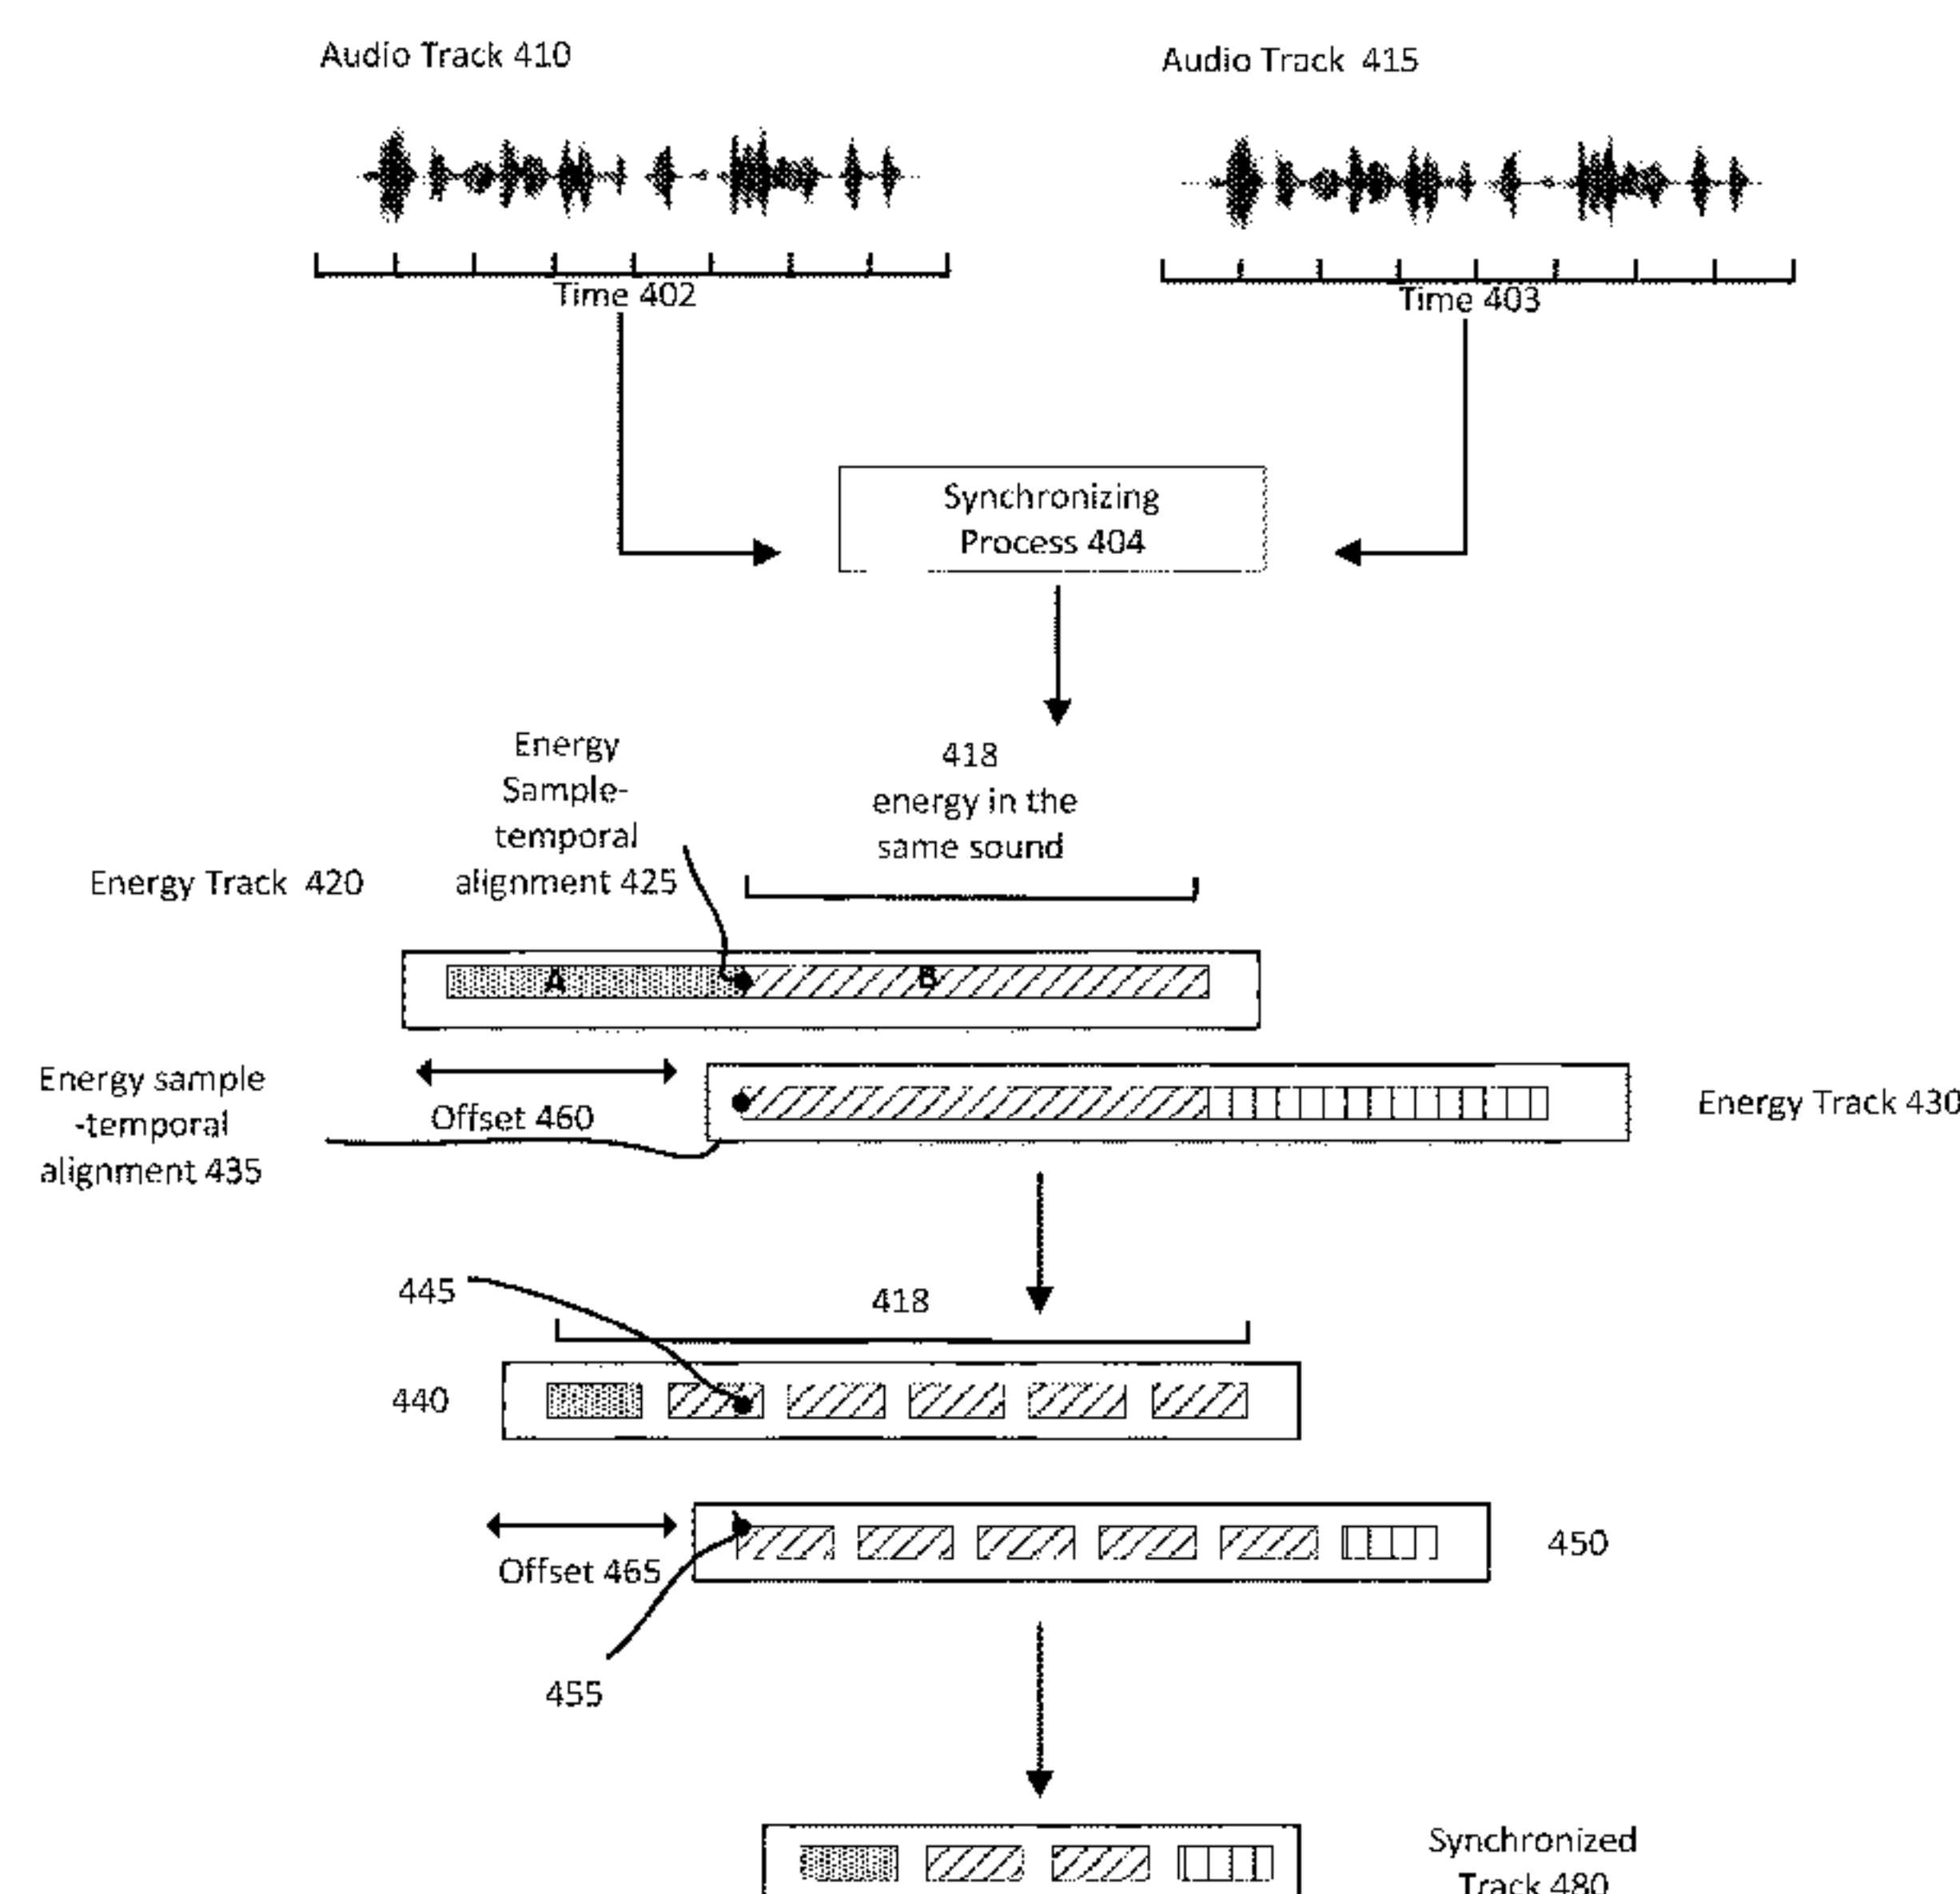 Audio Track 410
Audio Track 415
Time 402
Time 403
Synchronizing
Process 404
Energy
Sample-
temporal
alignment 425
418
energy in the
same sound
Energy Track 420
A
B
Energy sample
-temporal
alignment 435
Offset 460
Energy Track 430
445
418
440
Offset 465
450
455
Synchronized
Track 480